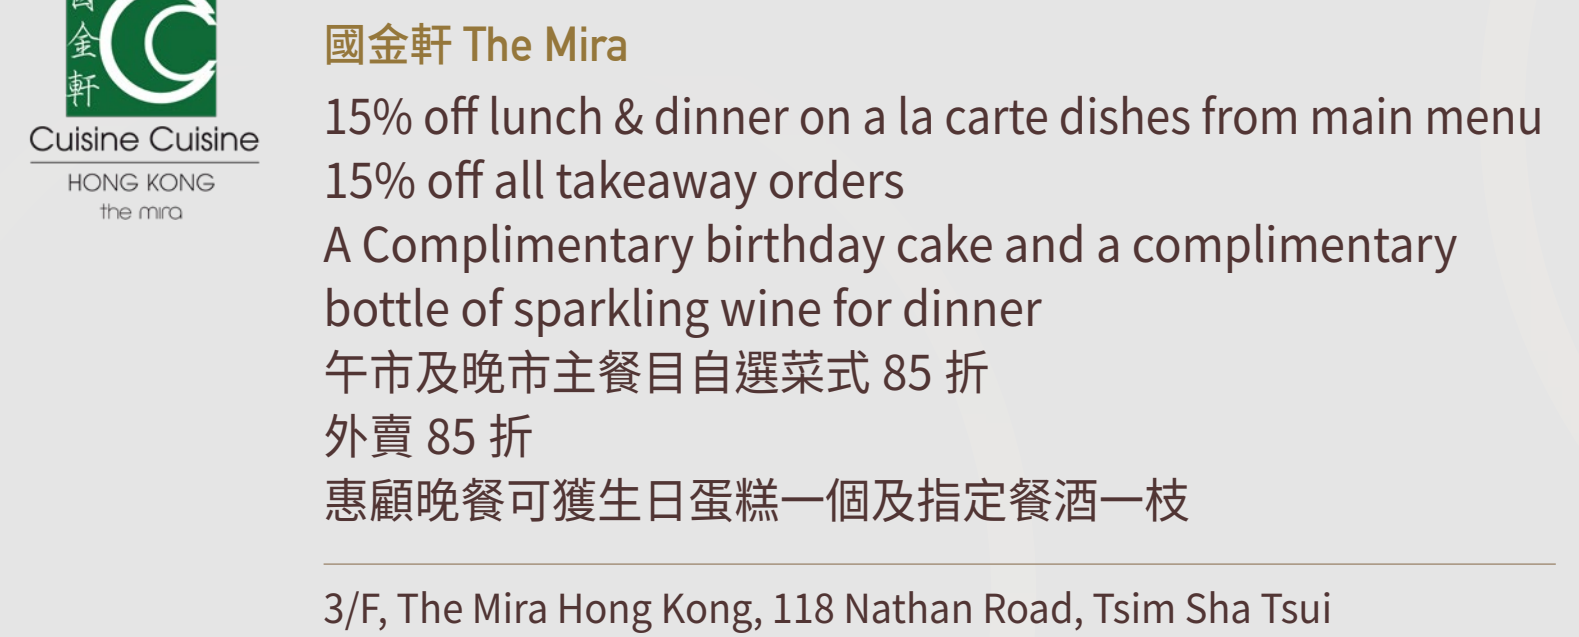 金
軒
Cuisine Cuisine
HONG KONG
the mira
國金軒 The Mira
15% off lunch & dinner on a la carte dishes from main menu
15% off all takeaway orders
A Complimentary birthday cake and a complimentary
bottle of sparkling wine for dinner
午市及晚市主餐目自選菜式 85 折
外賣 85 折
惠顧晚餐可獲生日蛋糕一個及指定餐酒一枝
3/F, The Mira Hong Kong, 118 Nathan Road, Tsim Sha Tsui